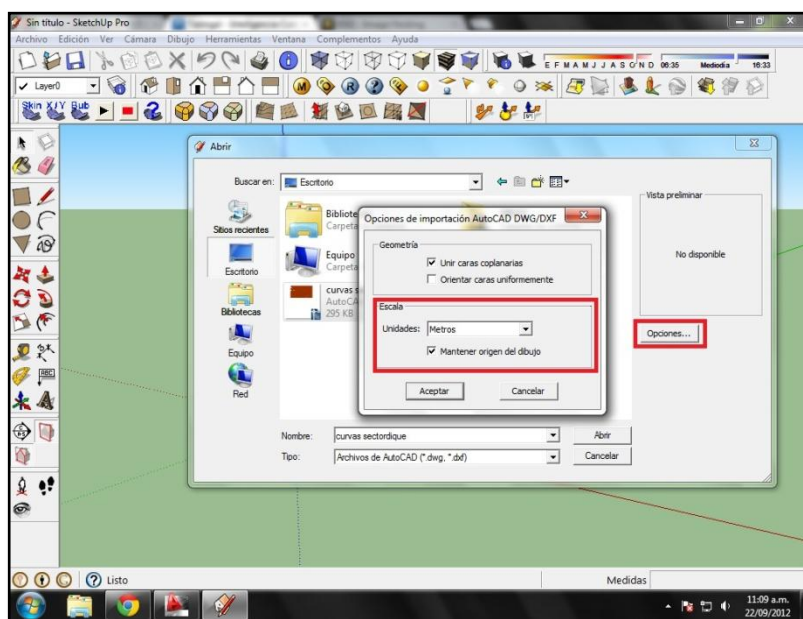 Sin título - SketchUp Pro
Archivo Edición Ver Cámara Dibujo Herramientas Ventana Complementos Ayuda
E F M A M J J A S O N D 06:35 Mediodía 16:33
Layer0
Skin X/Y Bub
Abrir
Buscar en: Escritorio
Vista preliminar
No disponible
Sitios recientes
Escritorio
Bibliotecas
Equipo
Red
Bibliote
Carpeta
Equipo
Carpeta
curvas s
AutoCA
295 KB
Opciones de importación AutoCAD DWG/DXF
Geometría
Unir caras coplanarias
Orientar caras uniformemente
Escala
Unidades: Metros
Mantener origen del dibujo
Aceptar Cancelar
Opciones...
Nombre: curvas sectordique Abrir
Tipo: Archivos de AutoCAD (*.dwg, *.dxf) Cancelar
ABC
Listo
Medidas
11:09 a.m.
22/09/2012